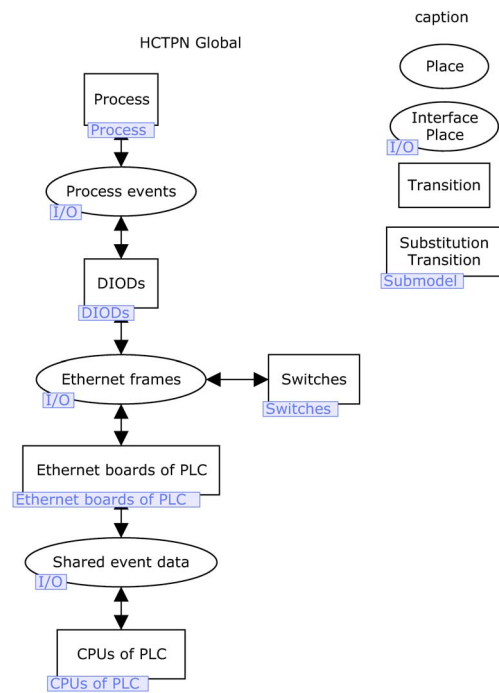 caption
HCTPN Global
Place
Process
Process
Interface
Place
I/O
Process events
I/O
Transition
Substitution
Transition
Submodel
DIODs
DIODs
Ethernet frames
I/O
Switches
Switches
Ethernet boards of PLC
Ethernet boards of PLC
Shared event data
I/O
CPUs of PLC
CPUs of PLC